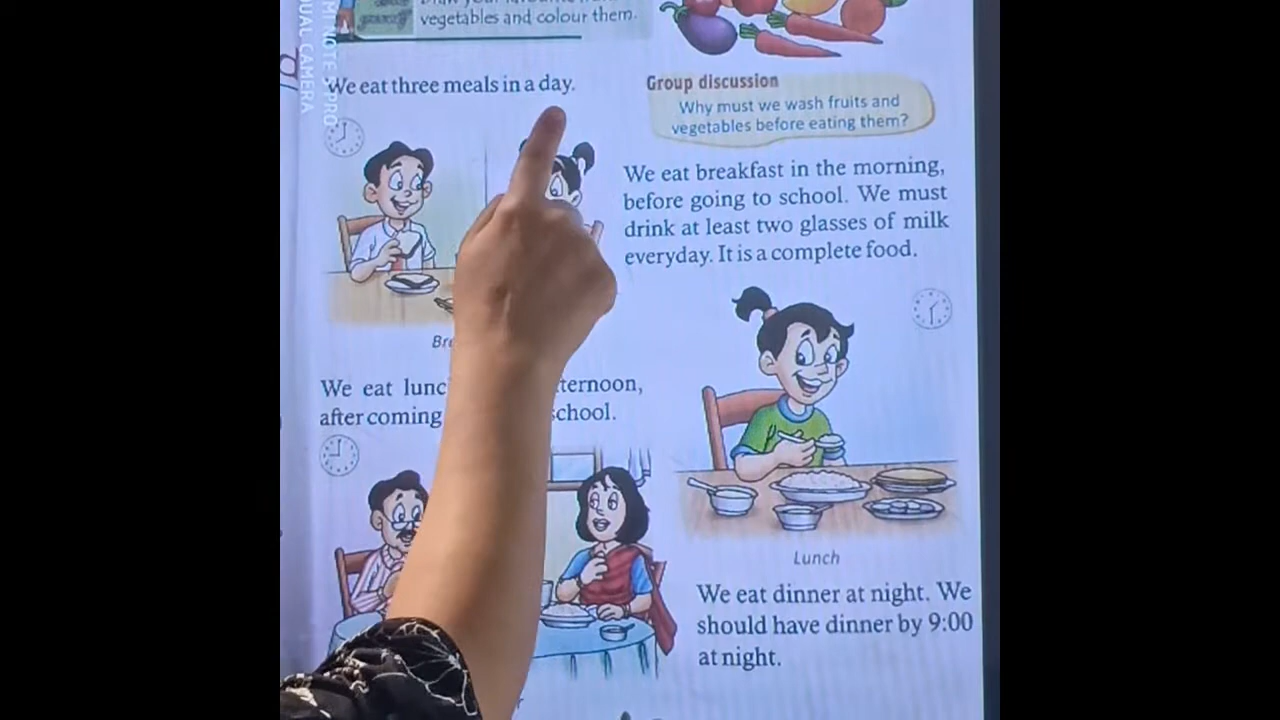 vegetables and colour them.
We eat three meals in a day.
Group discussion
Why must we wash fruits and
vegetables before eating them?
We eat breakfast in the morning,
before going to school. We must
drink at least two glasses of milk
everyday. It is a complete food.
We eat
after coming
Lunch
We eat dinner at night. We
should have dinner by 9:00
at night.
DUAL CAMERA